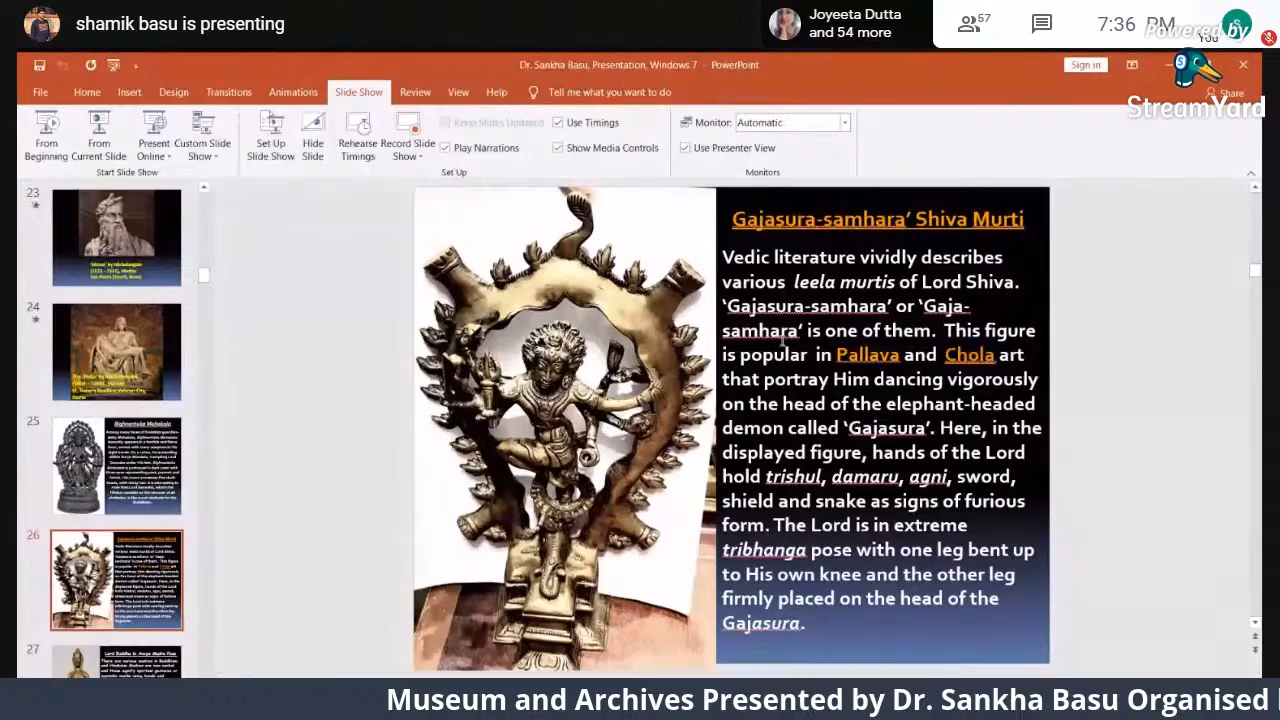 shamik basu is presenting
Joyeeta Dutta
and 54 more
57
7:36 PM
You
S
Powered by
StreamYard
Dr. Sankha Basu, Presentation, Windows 7 - PowerPoint
Sign in
File Home Insert Design Transitions Animations Slide Show Review View Help Tell me what you want to do
Share
From Beginning
From Current Slide
Present Online
Custom Slide Show
Set Up Slide Show
Hide Slide
Rehearse Timings
Record Slide Show
Keep Slides Updated
Play Narrations
Use Timings
Show Media Controls
Monitor: Automatic
Use Presenter View
Start Slide Show
Set Up
Monitors
23
24
25
26
27
Gajasura-samhara’ Shiva Murti
Vedic literature vividly describes
various leela murtis of Lord Shiva.
‘Gajasura-samhara’ or ‘Gaja-
samhara’ is one of them. This figure
is popular in Pallava and Chola art
that portray Him dancing vigorously
on the head of the elephant-headed
demon called ‘Gajasura’. Here, in the
displayed figure, hands of the Lord
hold
agni, sword,
shield and snake as signs of furious
form. The Lord is in extreme
tribhanga pose with one leg bent up
to His own knee and the other leg
firmly placed on the head of the
Gajasura.
Museum and Archives Presented by Dr. Sankha Basu Organised